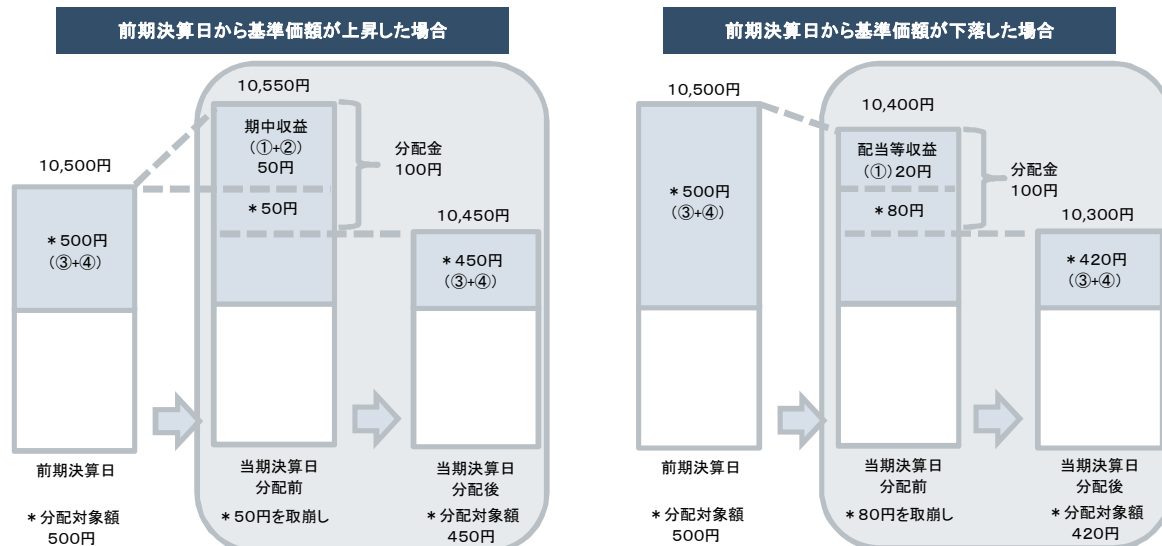 前期決算日から基準価額が上昇した場合
10,550円
期中収益
(①+②)
50円
分配金
100円
10,500円
*50円
10,450円
*500円
(③+④)
*450円
(③+④)
前期決算日
当期決算日
分配前
当期決算日
分配後
*分配対象額
500円
*50円を取崩し
*分配対象額
450円
前期決算日から基準価額が下落した場合
10,500円
10,400円
配当等収益
(①)20円
分配金
100円
*500円
(③+④)
*80円
10,300円
*420円
(③+④)
前期決算日
当期決算日
分配前
当期決算日
分配後
*分配対象額
500円
*80円を取崩し
*分配対象額
420円